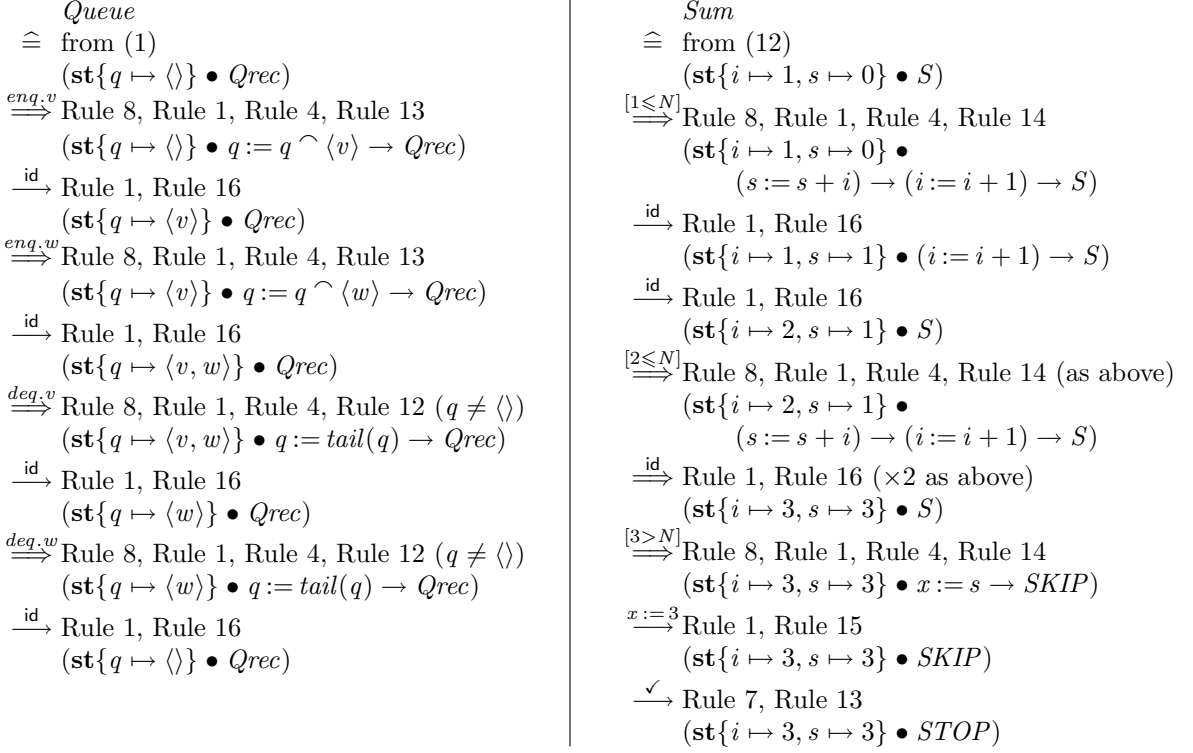 Queue
≙ from (1)
(st{q ↦ ⟨⟩} • Qrec)
enq.v ⟹ Rule 8, Rule 1, Rule 4, Rule 13
(st{q ↦ ⟨⟩} • q := q ⌢ ⟨v⟩ → Qrec)
id ⟶ Rule 1, Rule 16
(st{q ↦ ⟨v⟩} • Qrec)
enq.w ⟹ Rule 8, Rule 1, Rule 4, Rule 13
(st{q ↦ ⟨v⟩} • q := q ⌢ ⟨w⟩ → Qrec)
id ⟶ Rule 1, Rule 16
(st{q ↦ ⟨v, w⟩} • Qrec)
deq.v ⟹ Rule 8, Rule 1, Rule 4, Rule 12 (q ≠ ⟨⟩)
(st{q ↦ ⟨v, w⟩} • q := tail(q) → Qrec)
id ⟶ Rule 1, Rule 16
(st{q ↦ ⟨w⟩} • Qrec)
deq.w ⟹ Rule 8, Rule 1, Rule 4, Rule 12 (q ≠ ⟨⟩)
(st{q ↦ ⟨w⟩} • q := tail(q) → Qrec)
id ⟶ Rule 1, Rule 16
(st{q ↦ ⟨⟩} • Qrec)
Sum
≙ from (12)
(st{i ↦ 1, s ↦ 0} • S)
[1⩽N] ⟹ Rule 8, Rule 1, Rule 4, Rule 14
(st{i ↦ 1, s ↦ 0} •
(s := s + i) → (i := i + 1) → S)
id ⟶ Rule 1, Rule 16
(st{i ↦ 1, s ↦ 1} • (i := i + 1) → S)
id ⟶ Rule 1, Rule 16
(st{i ↦ 2, s ↦ 1} • S)
[2⩽N] ⟹ Rule 8, Rule 1, Rule 4, Rule 14 (as above)
(st{i ↦ 2, s ↦ 1} •
(s := s + i) → (i := i + 1) → S)
id ⟹ Rule 1, Rule 16 (×2 as above)
(st{i ↦ 3, s ↦ 3} • S)
[3>N] ⟹ Rule 8, Rule 1, Rule 4, Rule 14
(st{i ↦ 3, s ↦ 3} • x := s → SKIP)
x := 3 ⟶ Rule 1, Rule 15
(st{i ↦ 3, s ↦ 3} • SKIP)
✓ ⟶ Rule 7, Rule 13
(st{i ↦ 3, s ↦ 3} • STOP)